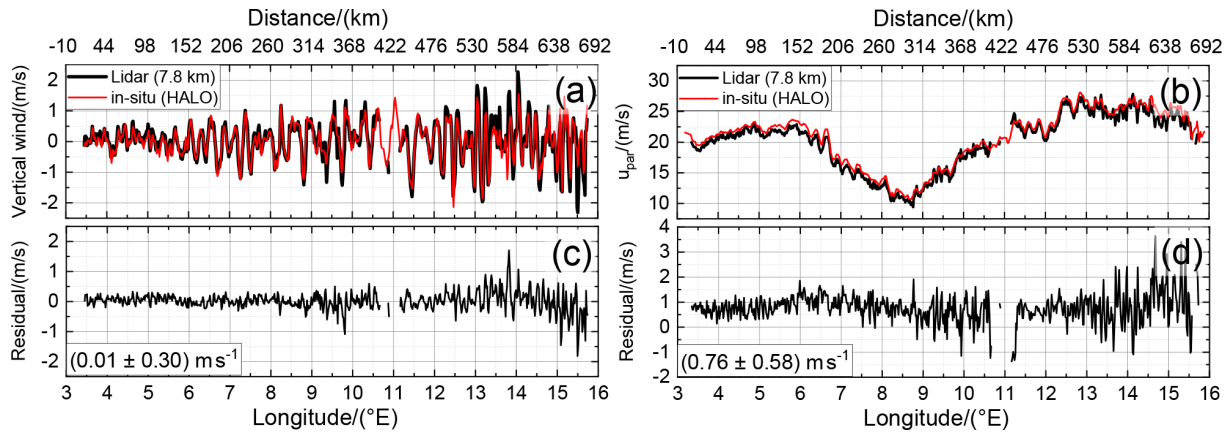 Distance/(km)
-10 44 98 152 206 260 314 368 422 476 530 584 638 692
Lidar (7.8 km)
in-situ (HALO)
(a)
Vertical wind/(m/s)
2
1
0
-1
-2
(c)
Residual/(m/s)
2
1
0
-1
-2
(0.01 ± 0.30) ms⁻¹
3 4 5 6 7 8 9 10 11 12 13 14 15 16
Longitude/(°E)
Distance/(km)
-10 44 98 152 206 260 314 368 422 476 530 584 638 692
Lidar (7.8 km)
in-situ (HALO)
(b)
u_par/(m/s)
30
25
20
15
10
(d)
Residual/(m/s)
4
3
2
1
0
-1
-2
(0.76 ± 0.58) ms⁻¹
3 4 5 6 7 8 9 10 11 12 13 14 15 16
Longitude/(°E)